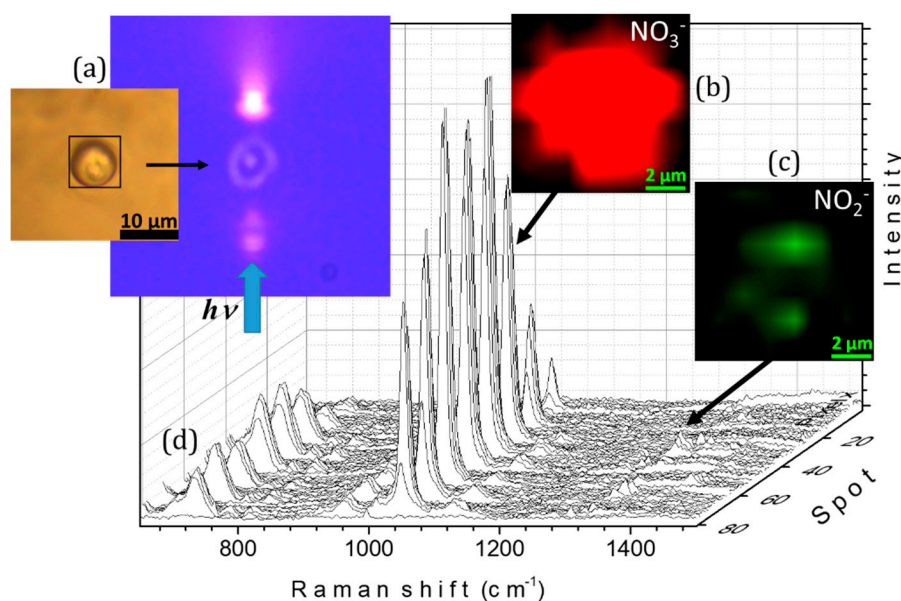 (a)
10 µm
hν
NO₃⁻
(b)
2 µm
(c)
NO₂⁻
2 µm
(d)
Intensity
20
40
60
80
Spot
800
1000
1200
1400
Raman shift (cm⁻¹)